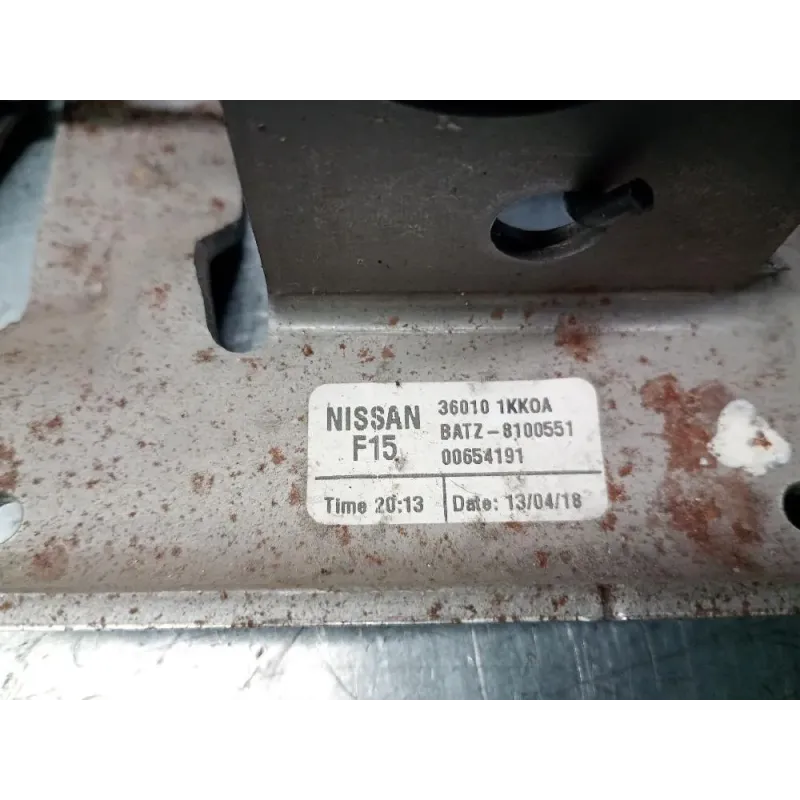 NISSAN 36010 1KK0A
F15 BATZ-8100551
00654191
Time 20:13 Date: 13/04/18